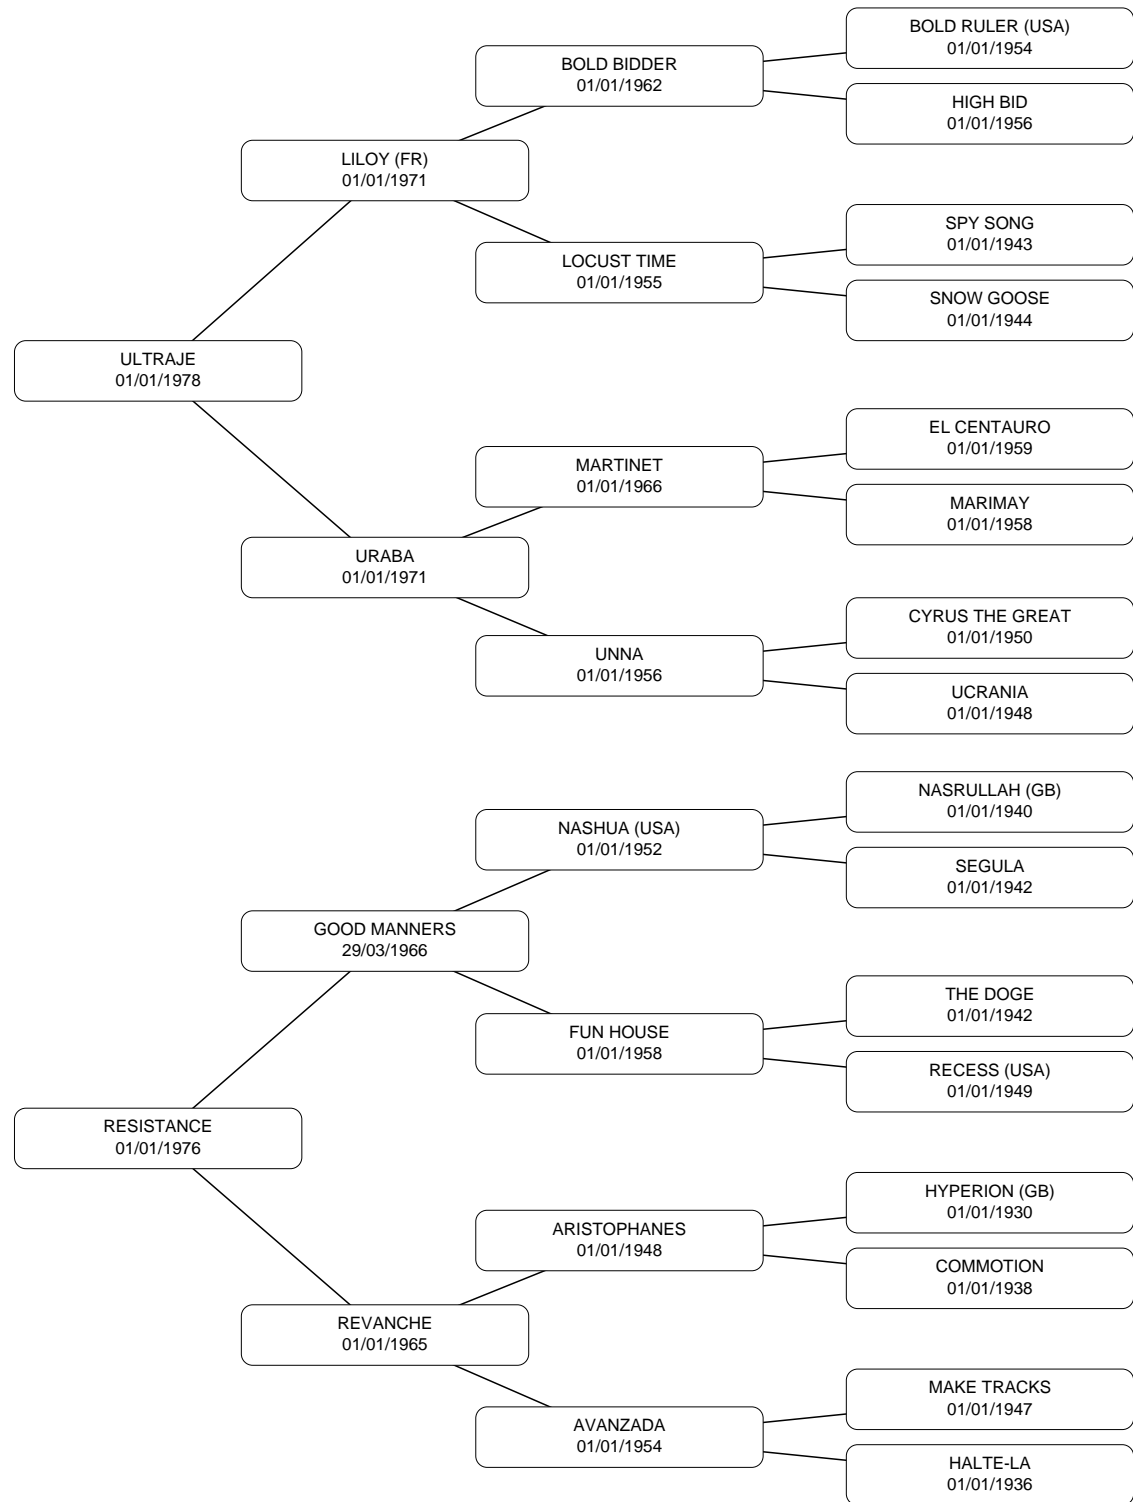 BOLD RULER (USA)
01/01/1954
BOLD BIDDER
01/01/1962
HIGH BID
01/01/1956
LILOY (FR)
01/01/1971
SPY SONG
01/01/1943
LOCUST TIME
01/01/1955
SNOW GOOSE
01/01/1944
ULTRAJE
01/01/1978
EL CENTAURO
01/01/1959
MARTINET
01/01/1966
MARIMAY
01/01/1958
URABA
01/01/1971
CYRUS THE GREAT
01/01/1950
UNNA
01/01/1956
UCRANIA
01/01/1948
NASRULLAH (GB)
01/01/1940
NASHUA (USA)
01/01/1952
SEGULA
01/01/1942
GOOD MANNERS
29/03/1966
THE DOGE
01/01/1942
FUN HOUSE
01/01/1958
RECESS (USA)
01/01/1949
RESISTANCE
01/01/1976
HYPERION (GB)
01/01/1930
ARISTOPHANES
01/01/1948
COMMOTION
01/01/1938
REVANCHE
01/01/1965
MAKE TRACKS
01/01/1947
AVANZADA
01/01/1954
HALTE-LA
01/01/1936